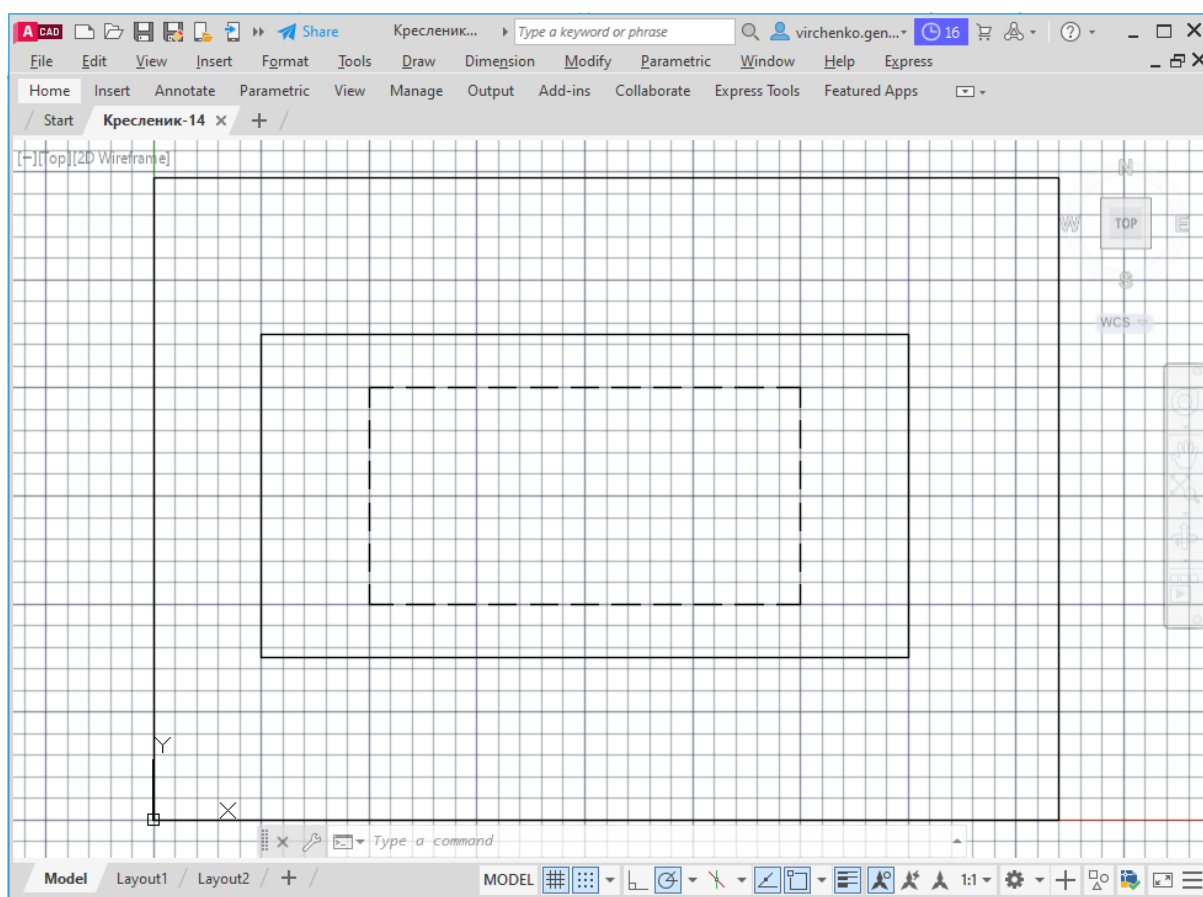 A CAD Share Кресленик... Type a keyword or phrase virchenko.gen... 16
File Edit View Insert Format Tools Draw Dimension Modify Parametric Window Help Express
Home Insert Annotate Parametric View Manage Output Add-ins Collaborate Express Tools Featured Apps
Start Кресленик-14
[−][Top][2D Wireframe]
N
W TOP E
S
WCS
Y
X
Type a command
Model Layout1 Layout2 MODEL 1:1